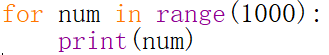 for num in range(1000):
    print(num)